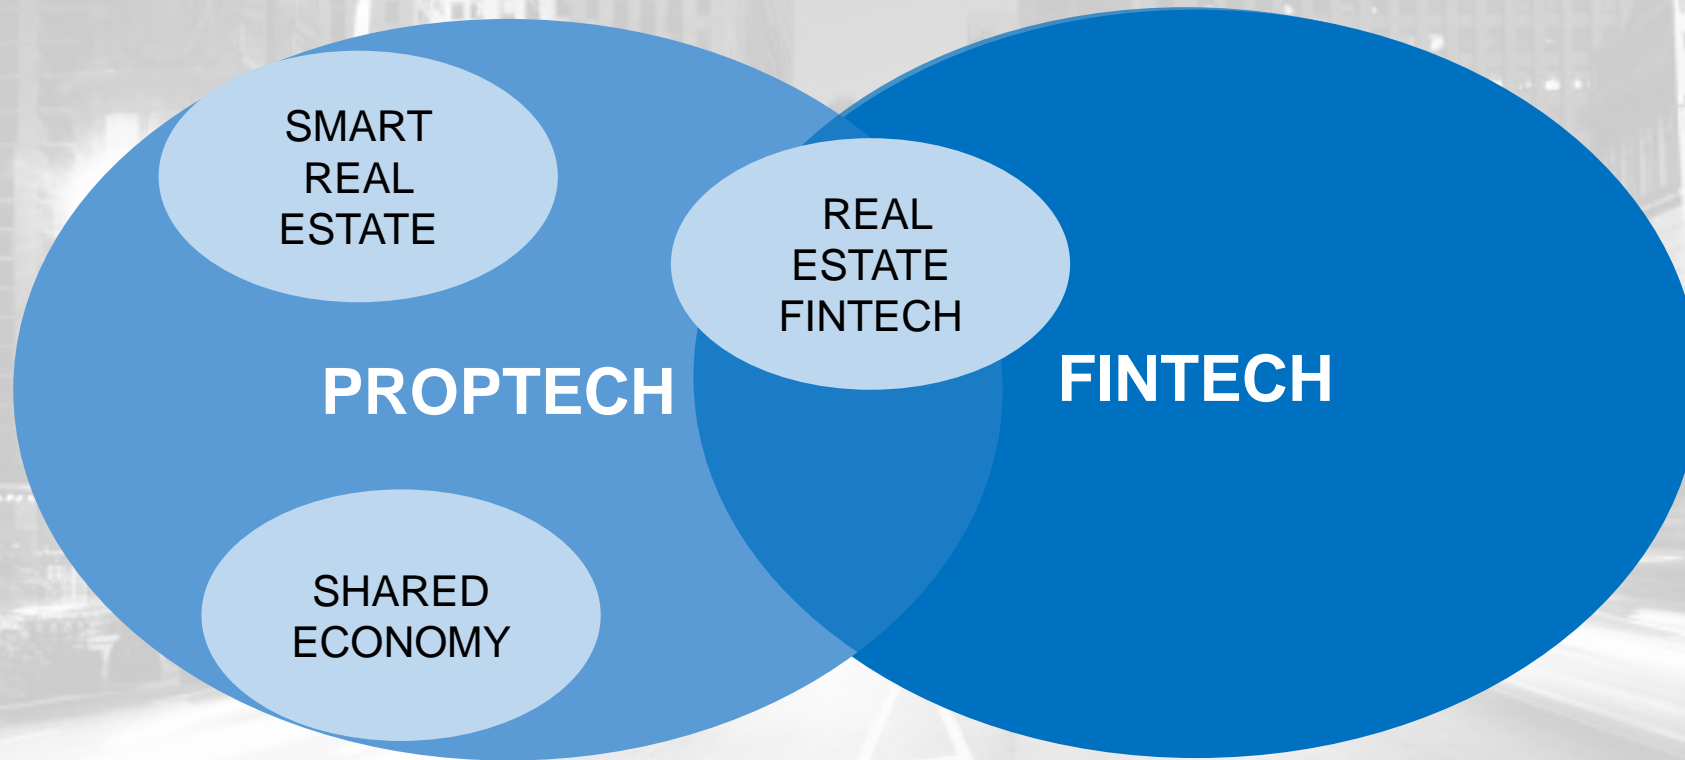 SMART
REAL
ESTATE
REAL
ESTATE
FINTECH
PROPTECH
FINTECH
SHARED
ECONOMY